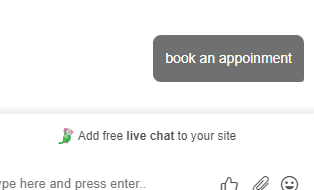 book an appoinment
Add free live chat to your site
ype here and press enter..